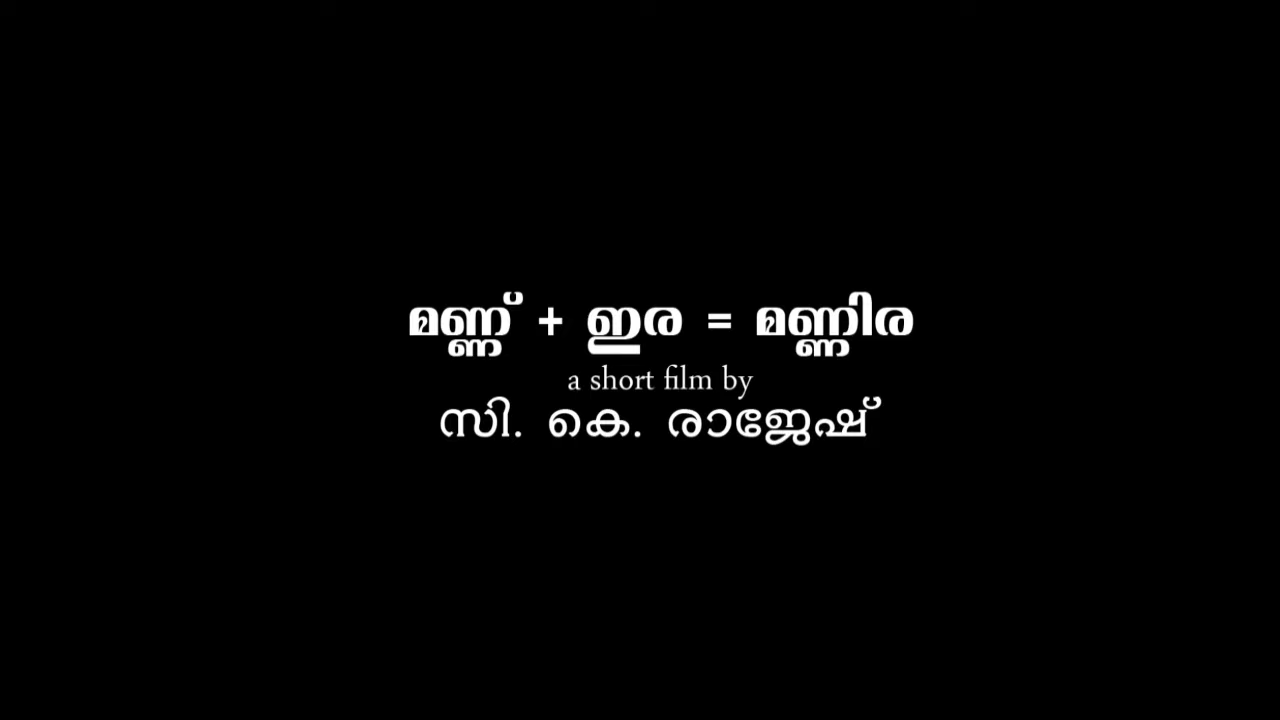 മണ്ണ് + ഇര = മണ്ണിര
a short film by
സി. കെ. രാജേഷ്